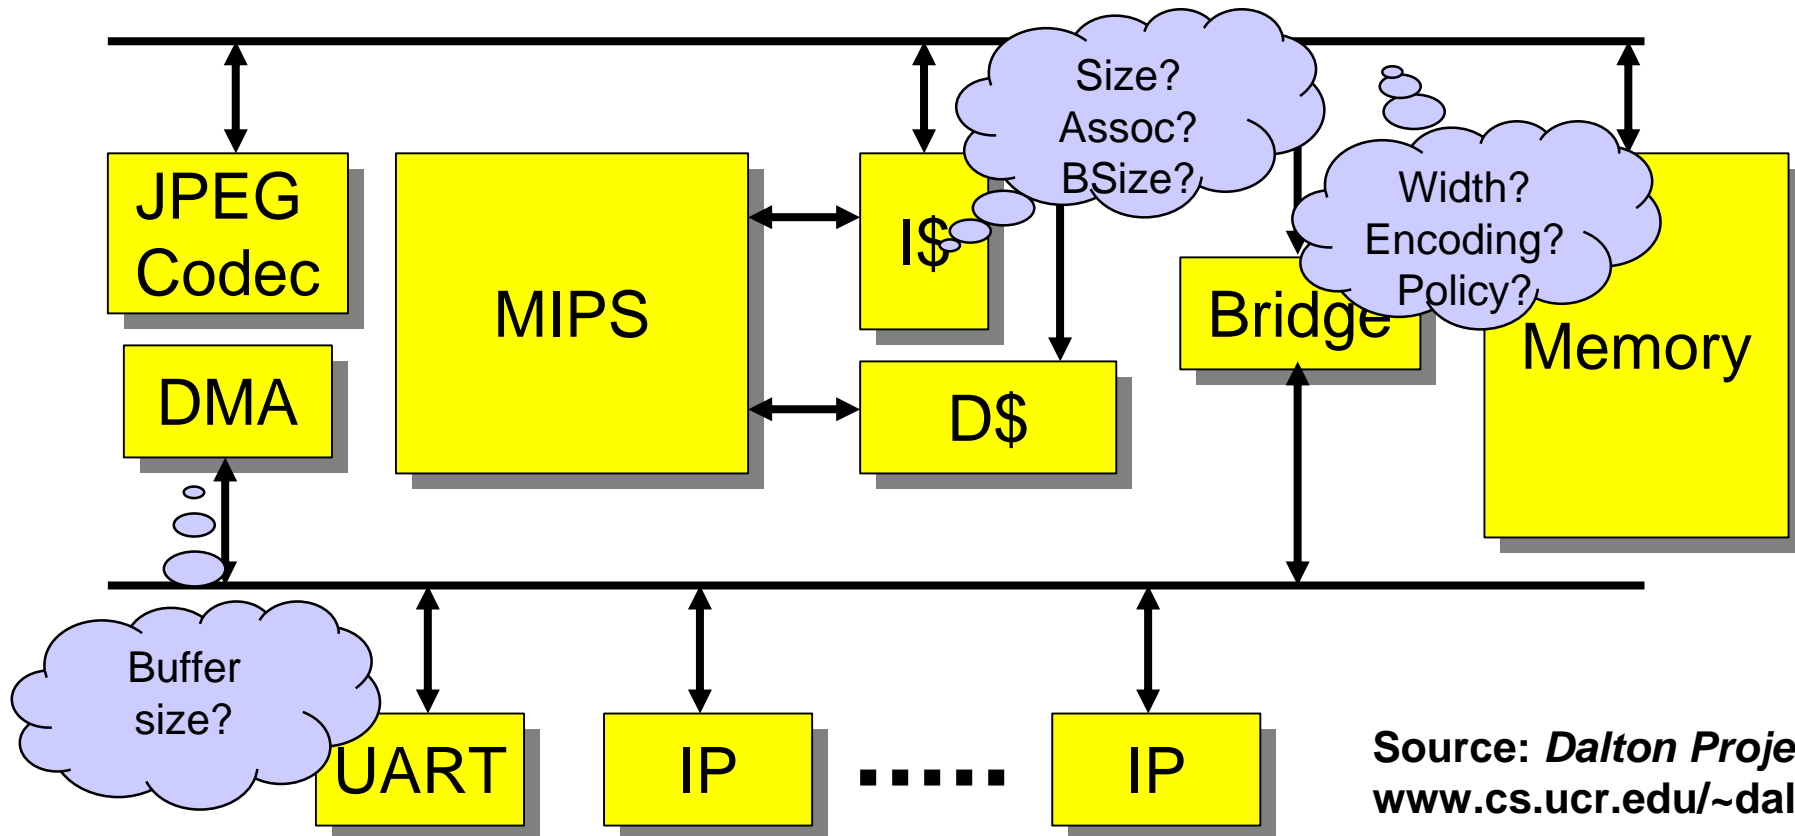 Size?
Assoc?
BSize?
JPEG
Codec
MIPS
I$
Width?
Encoding?
Policy?
Bridge
Memory
DMA
D$
Buffer
size?
UART
IP
IP
Source: Dalton Proje
www.cs.ucr.edu/~dal